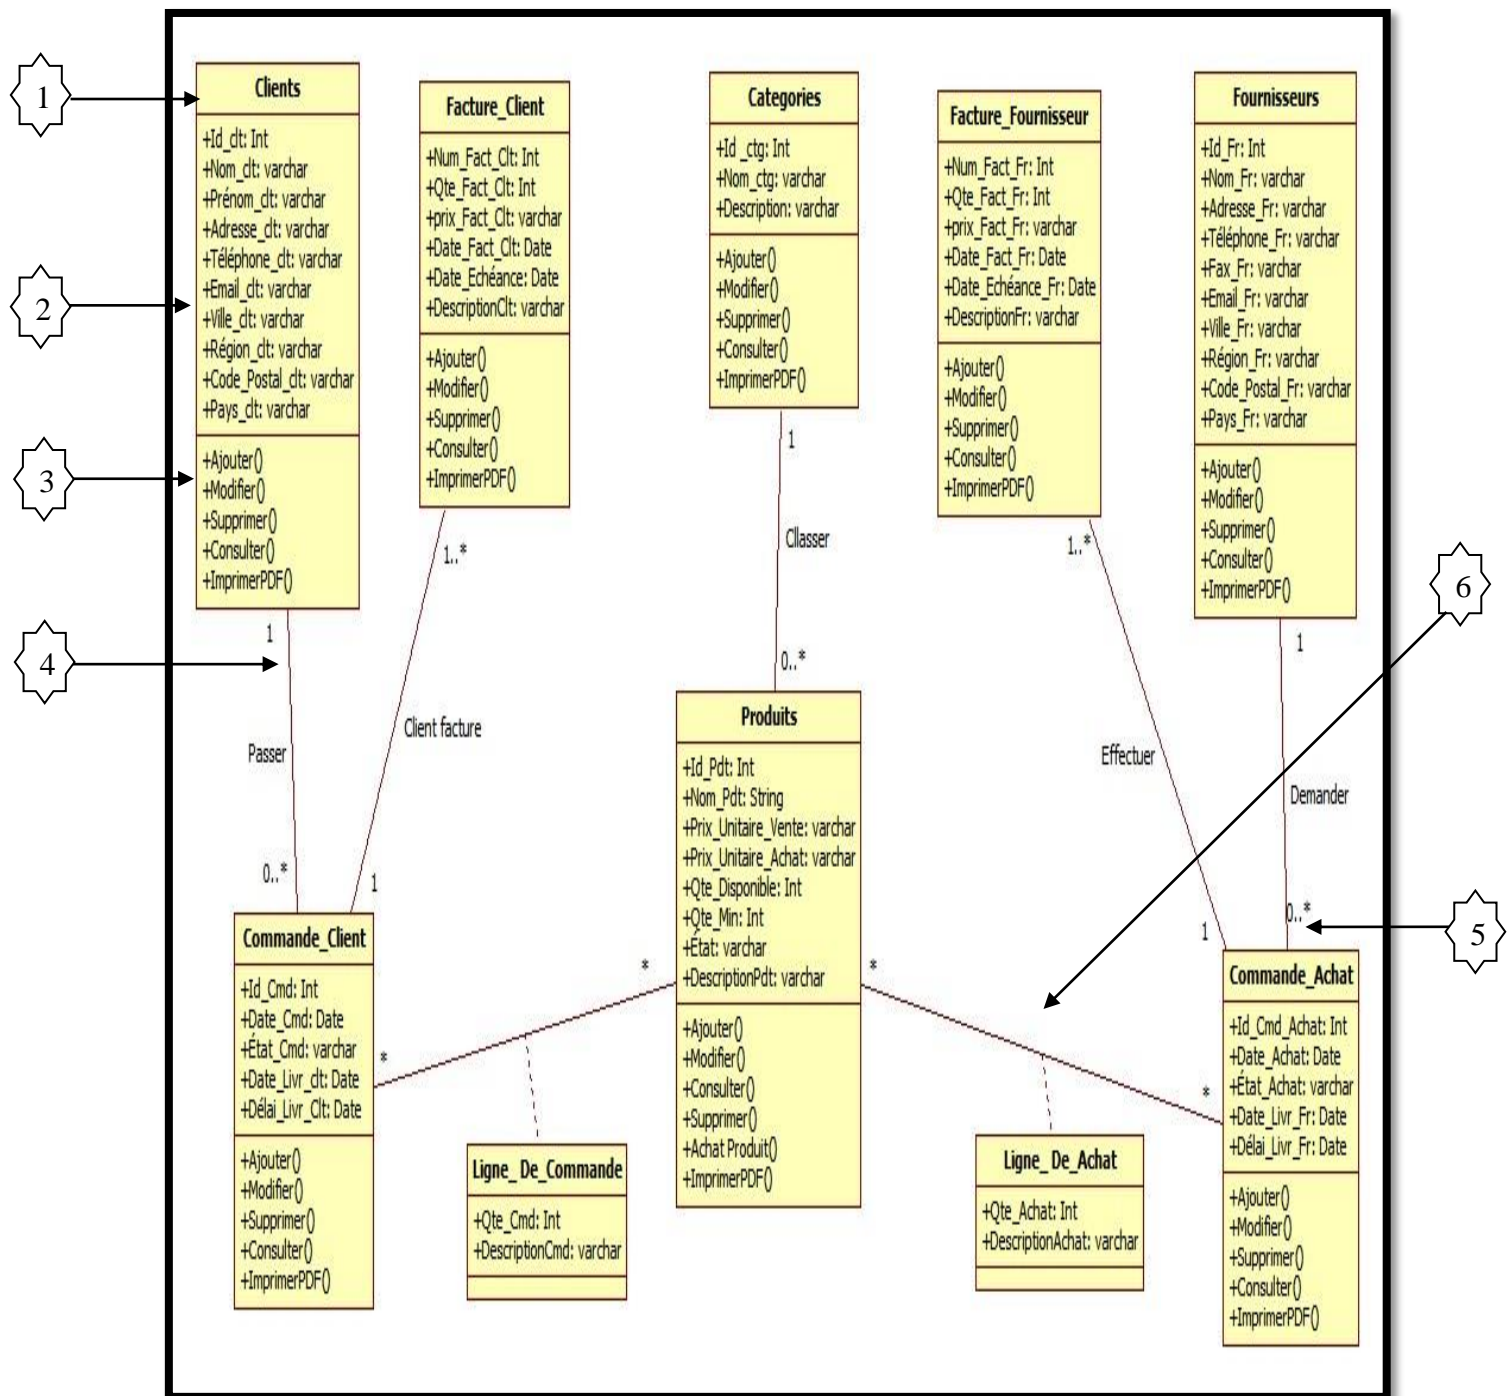 1
2
3
4
5
6
Clients
+Id_clt: Int
+Nom_clt: varchar
+Prénom_clt: varchar
+Adresse_clt: varchar
+Téléphone_clt: varchar
+Email_clt: varchar
+Ville_clt: varchar
+Région_clt: varchar
+Code_Postal_clt: varchar
+Pays_clt: varchar
+Ajouter()
+Modifier()
+Supprimer()
+Consulter()
+ImprimerPDF()
Facture_Client
+Num_Fact_Clt: Int
+Qte_Fact_Clt: Int
+prix_Fact_Clt: varchar
+Date_Fact_Clt: Date
+Date_Echéance: Date
+DescriptionClt: varchar
+Ajouter()
+Modifier()
+Supprimer()
+Consulter()
+ImprimerPDF()
Categories
+Id _ctg: Int
+Nom_ctg: varchar
+Description: varchar
+Ajouter()
+Modifier()
+Supprimer()
+Consulter()
+ImprimerPDF()
Facture_Fournisseur
+Num_Fact_Fr: Int
+Qte_Fact_Fr: Int
+prix_Fact_Fr: varchar
+Date_Fact_Fr: Date
+Date_Echéance_Fr: Date
+DescriptionFr: varchar
+Ajouter()
+Modifier()
+Supprimer()
+Consulter()
+ImprimerPDF()
Fournisseurs
+Id_Fr: Int
+Nom_Fr: varchar
+Adresse_Fr: varchar
+Téléphone_Fr: varchar
+Fax_Fr: varchar
+Email_Fr: varchar
+Ville_Fr: varchar
+Région_Fr: varchar
+Code_Postal_Fr: varchar
+Pays_Fr: varchar
+Ajouter()
+Modifier()
+Supprimer()
+Consulter()
+ImprimerPDF()
1
Passer
0..*
1..*
Client facture
1
1
Cllasser
0..*
1..*
Effectuer
1
1
Demander
0..*
Produits
+Id_Pdt: Int
+Nom_Pdt: String
+Prix_Unitaire_Vente: varchar
+Prix_Unitaire_Achat: varchar
+Qte_Disponible: Int
+Qte_Min: Int
+État: varchar
+DescriptionPdt: varchar
+Ajouter()
+Modifier()
+Consulter()
+Supprimer()
+Achat Produit()
+ImprimerPDF()
Commande_Client
+Id_Cmd: Int
+Date_Cmd: Date
+État_Cmd: varchar
+Date_Livr_clt: Date
+Délai_Livr_Clt: Date
+Ajouter()
+Modifier()
+Supprimer()
+Consulter()
+ImprimerPDF()
*
*
Ligne_ De_Commande
+Qte_Cmd: Int
+DescriptionCmd: varchar
*
*
Ligne_ De_Achat
+Qte_Achat: Int
+DescriptionAchat: varchar
Commande_Achat
+Id_Cmd_Achat: Int
+Date_Achat: Date
+État_Achat: varchar
+Date_Livr_Fr: Date
+Délai_Livr_Fr: Date
+Ajouter()
+Modifier()
+Supprimer()
+Consulter()
+ImprimerPDF()